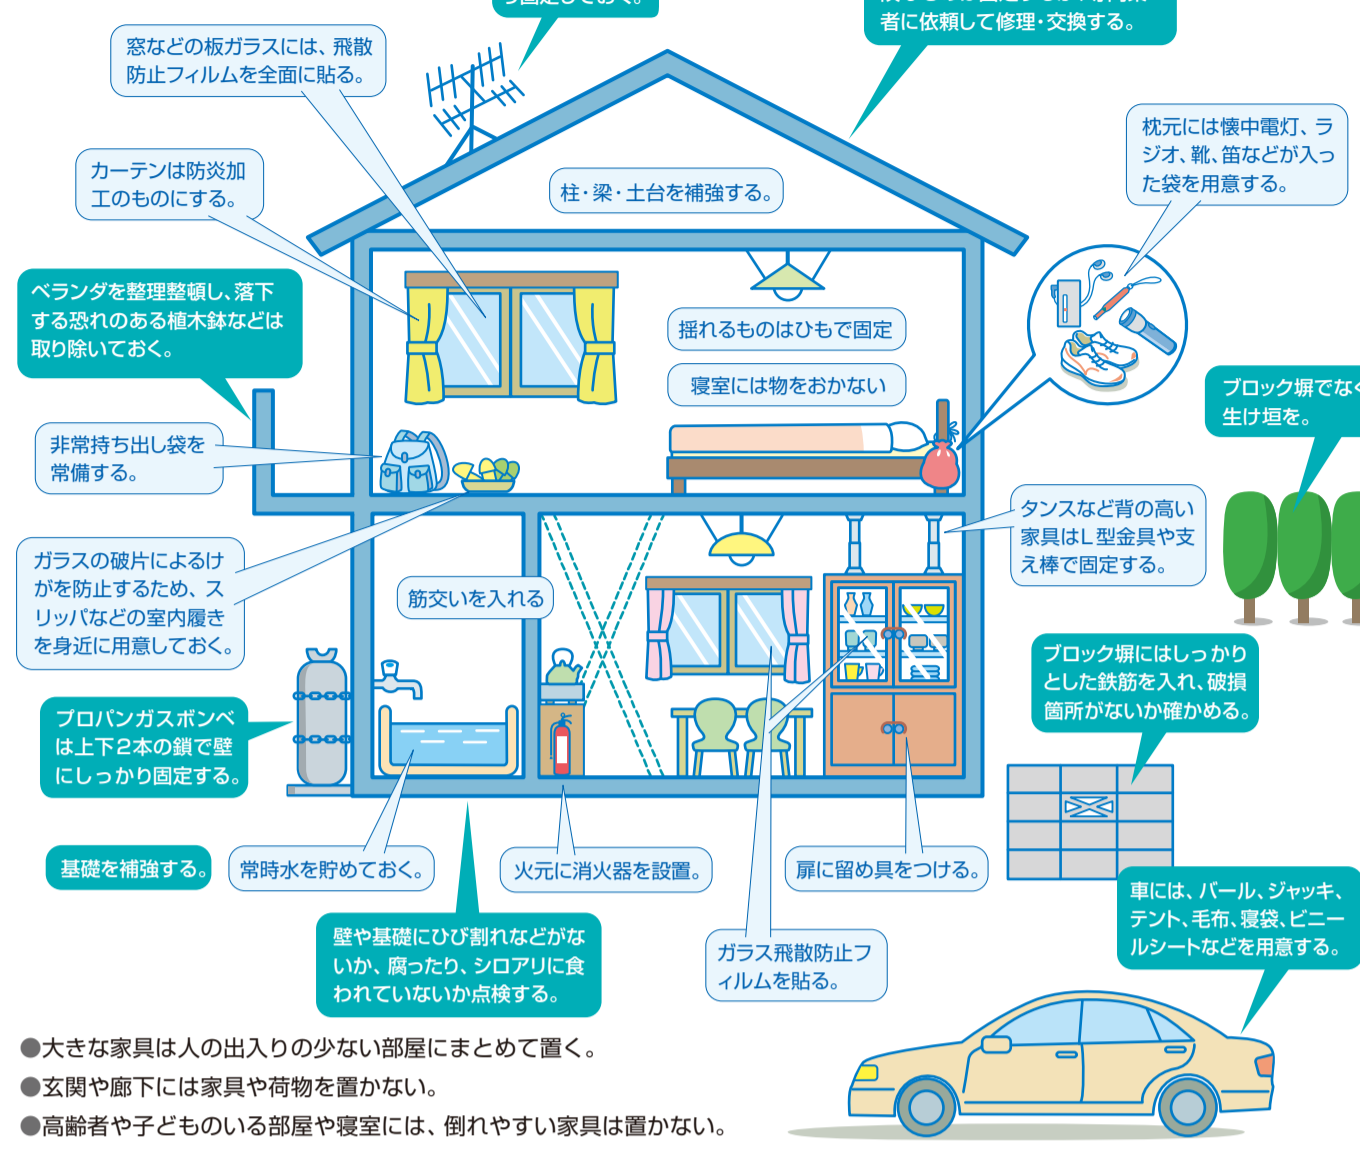 う固定しておく。
者に依頼して修理・交換する。
窓などの板ガラスには、飛散
防止フィルムを全面に貼る。
カーテンは防炎加
工のものにする。
柱・梁・土台を補強する。
枕元には懐中電灯、ラ
ジオ、靴、笛などが入っ
た袋を用意する。
ベランダを整理整頓し、落下
する恐れのある植木鉢などは
取り除いておく。
揺れるものはひもで固定
寝室には物をおかない
ブロック塀でなく
生け垣を。
非常持ち出し袋を
常備する。
タンスなど背の高い
家具はL型金具や支
え棒で固定する。
ガラスの破片によるけ
がを防止するため、ス
リッパなどの室内履き
を身近に用意しておく。
筋交いを入れる
ブロック塀にはしっかり
とした鉄筋を入れ、破損
箇所がないか確かめる。
プロパンガスボンベ
は上下2本の鎖で壁
にしっかり固定する。
基礎を補強する。
常時水を貯めておく。
火元に消火器を設置。
扉に留め具をつける。
車には、バール、ジャッキ、
テント、毛布、寝袋、ビニー
ルシートなどを用意する。
壁や基礎にひび割れなどがな
いか、腐ったり、シロアリに食
われていないか点検する。
ガラス飛散防止フ
ィルムを貼る。
●大きな家具は人の出入りの少ない部屋にまとめて置く。
●玄関や廊下には家具や荷物を置かない。
●高齢者や子どものいる部屋や寝室には、倒れやすい家具は置かない。